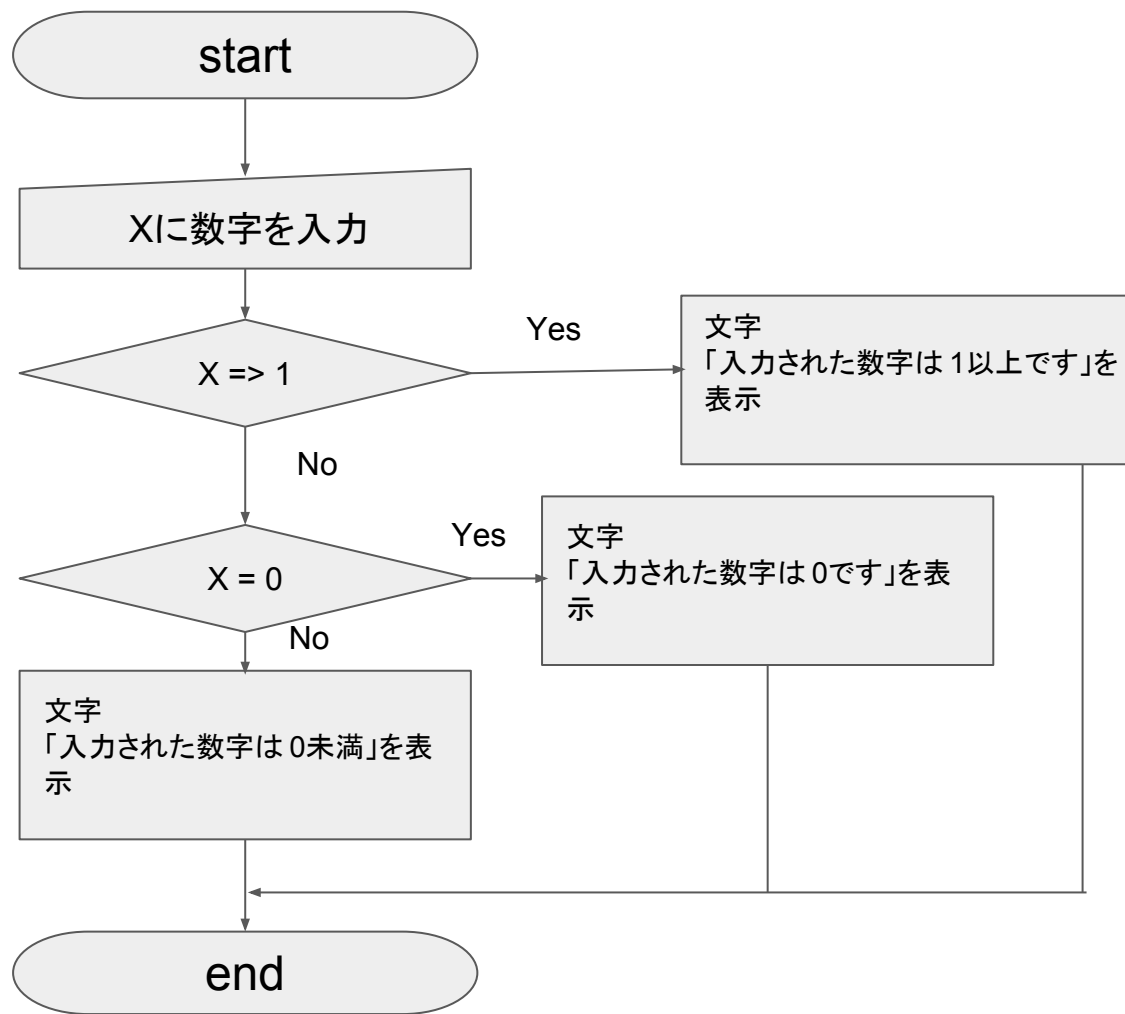 start
Xに数字を入力
X => 1
Yes
文字
「入力された数字は 1以上です」を
表示
No
X = 0
Yes
文字
「入力された数字は 0です」を表
示
No
文字
「入力された数字は 0未満」を表
示
end